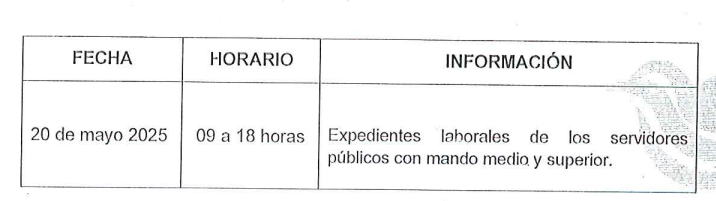 FECHA HORARIO INFORMACIÓN
20 de mayo 2025 09 a 18 horas Expedientes laborales de los servidores
públicos con mando medio y superior.